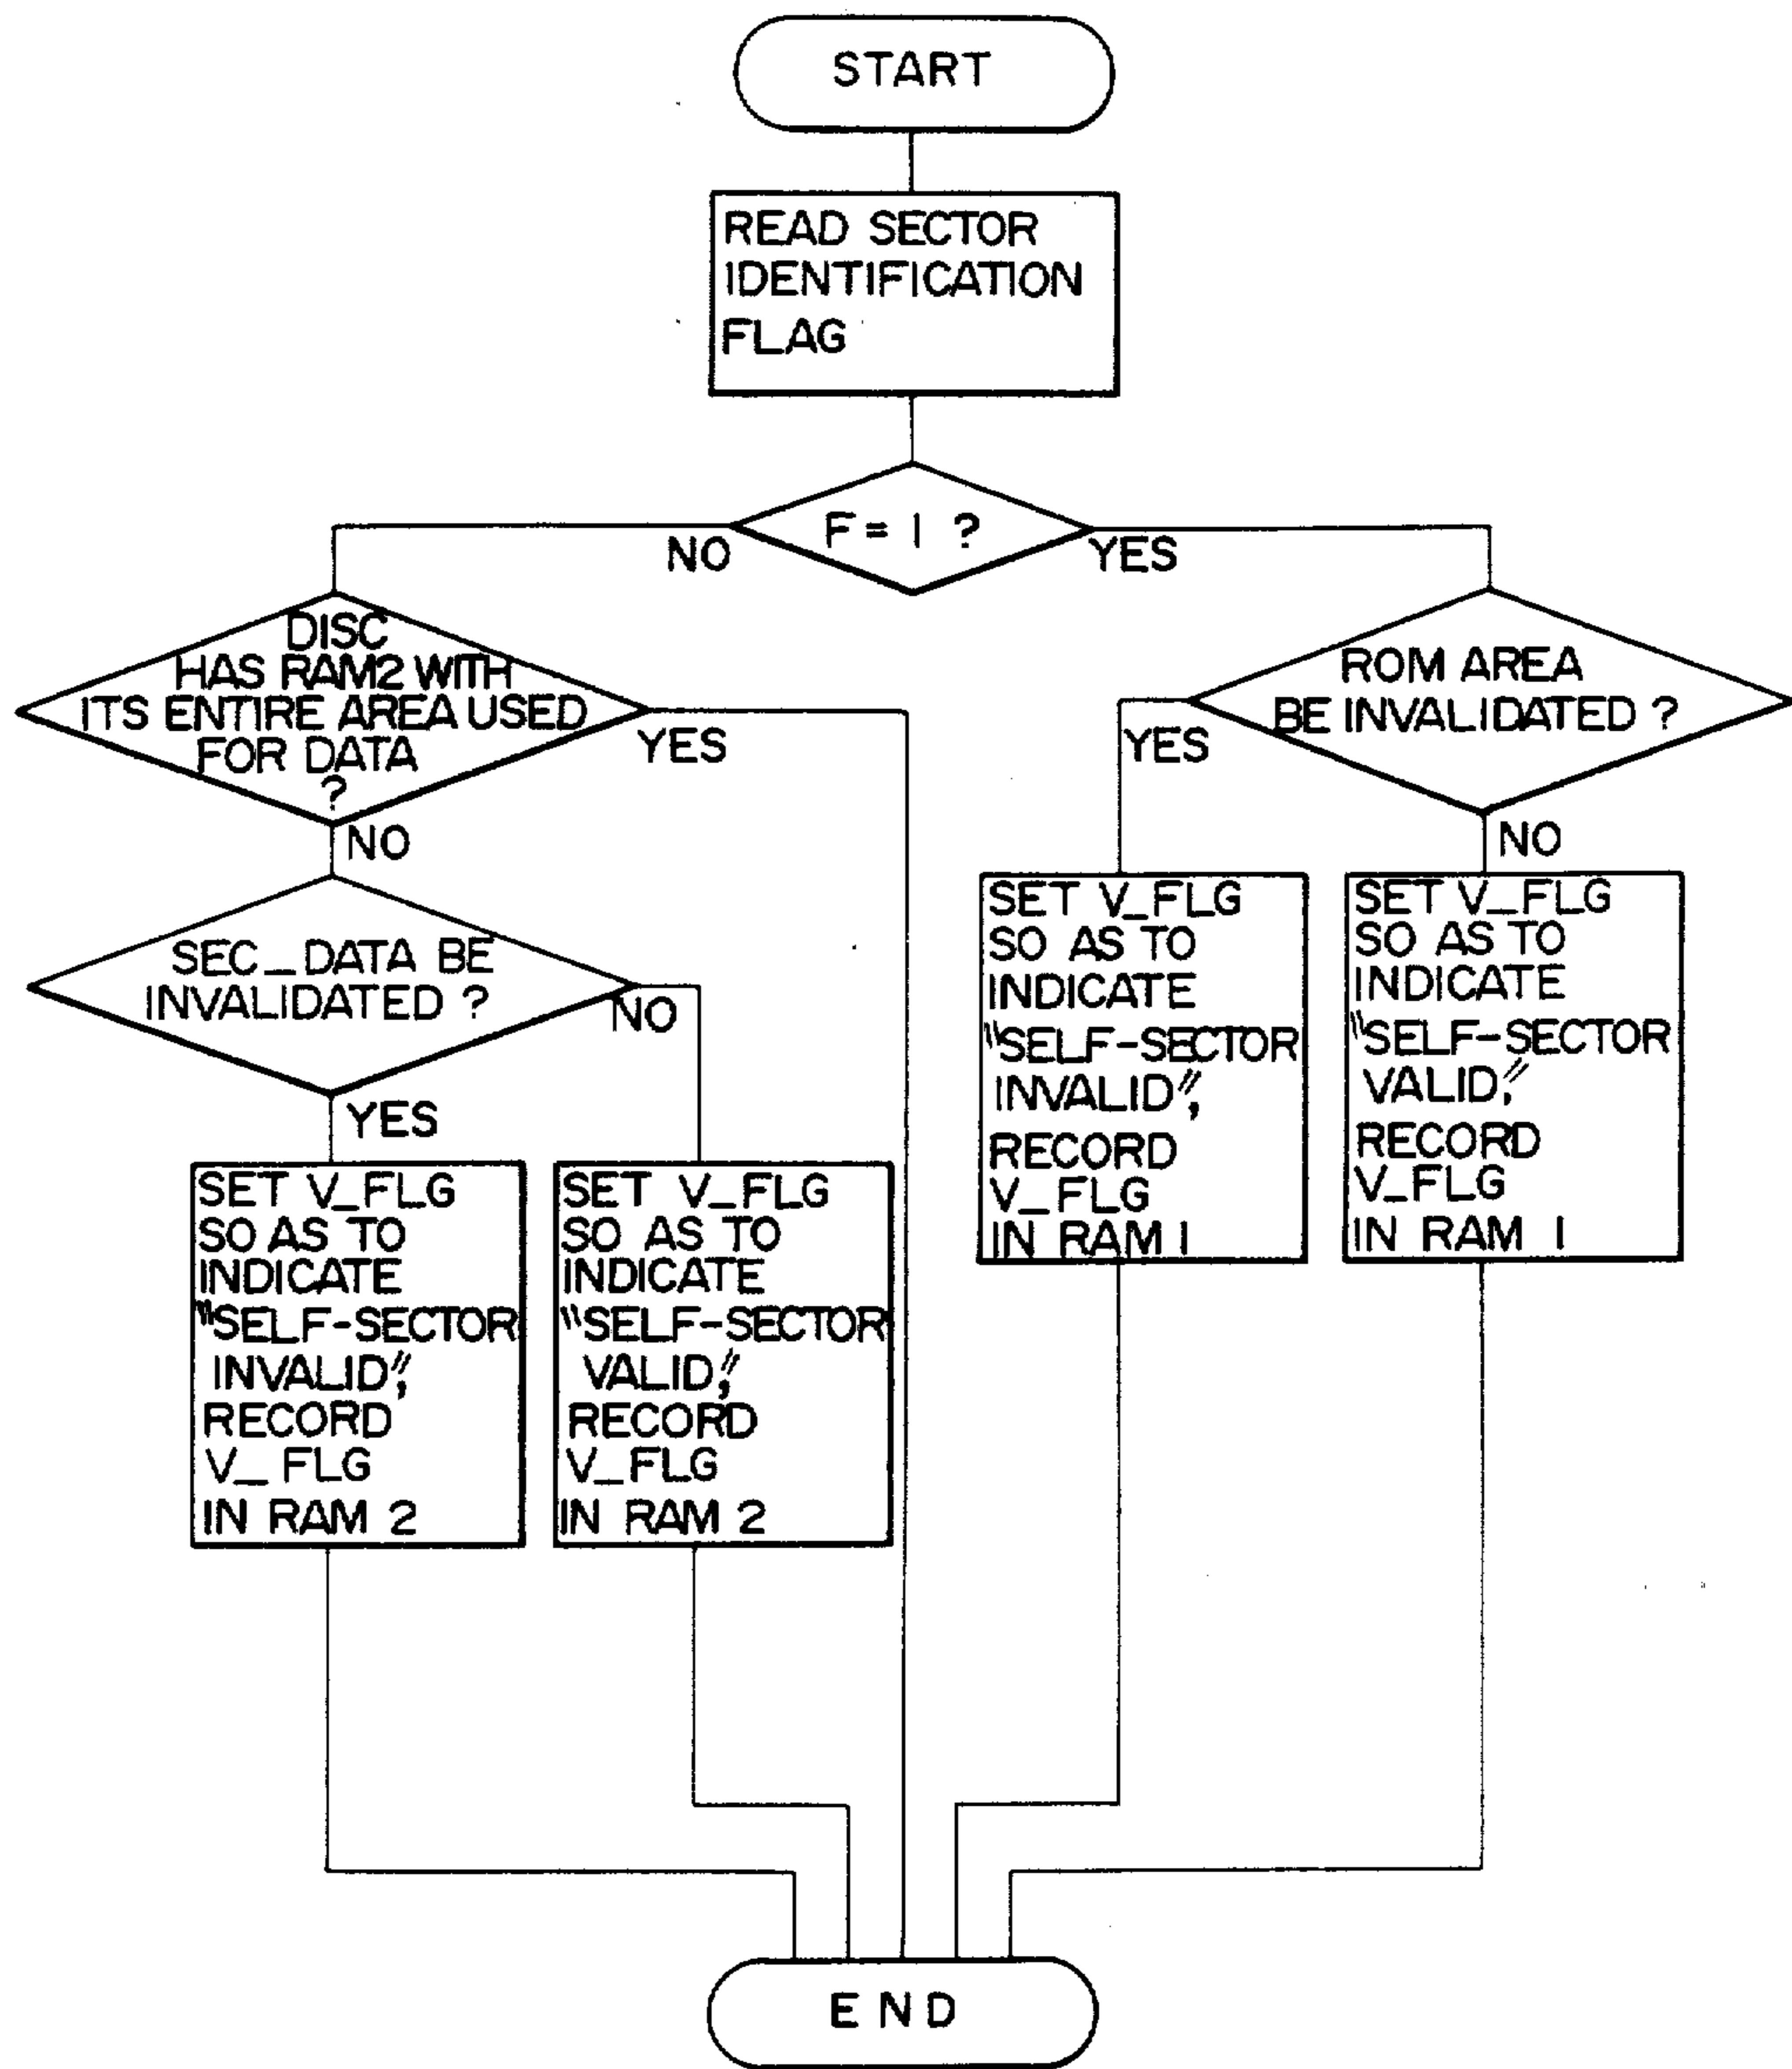 START
READ SECTOR
IDENTIFICATION
FLAG
F = 1 ?
NO
YES
DISC
HAS RAM2 WITH
ITS ENTIRE AREA USED
FOR DATA
?
YES
NO
ROM AREA
BE INVALIDATED ?
YES
NO
SEC_DATA BE
INVALIDATED ?
NO
YES
SET V_FLG
SO AS TO
INDICATE
"SELF-SECTOR
INVALID",
RECORD
V_FLG
IN RAM 1
SET V_FLG
SO AS TO
INDICATE
"SELF-SECTOR
VALID,"
RECORD
V_FLG
IN RAM 1
SET V_FLG
SO AS TO
INDICATE
"SELF-SECTOR
INVALID",
RECORD
V_FLG
IN RAM 2
SET V_FLG
SO AS TO
INDICATE
"SELF-SECTOR
VALID,"
RECORD
V_FLG
IN RAM 2
END